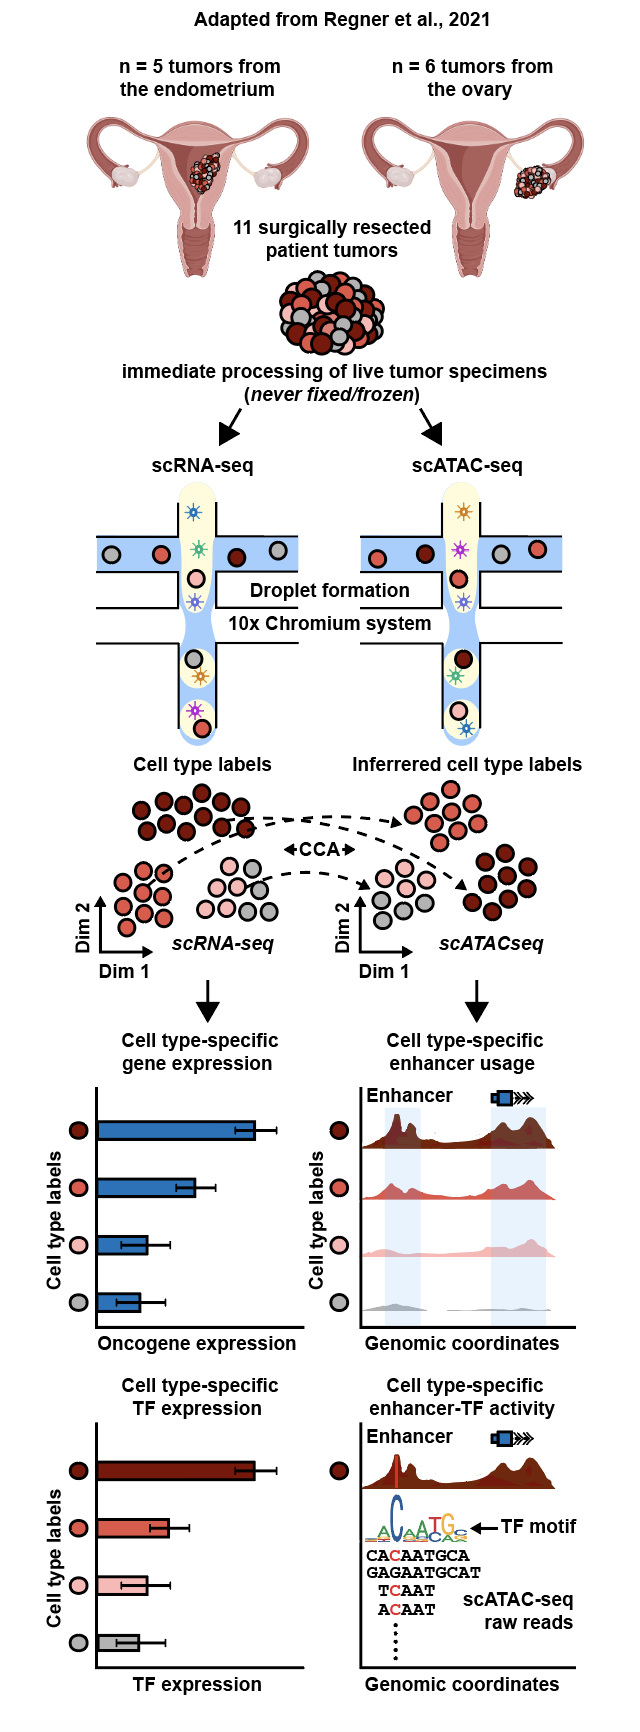 Adapted from Regner et al., 2021
n = 5 tumors from
the endometrium
n = 6 tumors from
the ovary
11 surgically resected
patient tumors
immediate processing of live tumor specimens
(never fixed/frozen)
scRNA-seq
scATAC-seq
Droplet formation
10x Chromium system
Cell type labels
Inferrered cell type labels
CCA
Dim 2
Dim 1
scRNA-seq
Dim 2
Dim 1
scATACseq
Cell type-specific
gene expression
Cell type labels
Oncogene expression
Cell type-specific
enhancer usage
Enhancer
Cell type labels
Genomic coordinates
Cell type-specific
TF expression
Cell type labels
TF expression
Cell type-specific
enhancer-TF activity
Enhancer
ACAATGC
TF motif
CACAATGCA
GAGAATGCAT
TCAAT
ACAAT
scATAC-seq
raw reads
Genomic coordinates